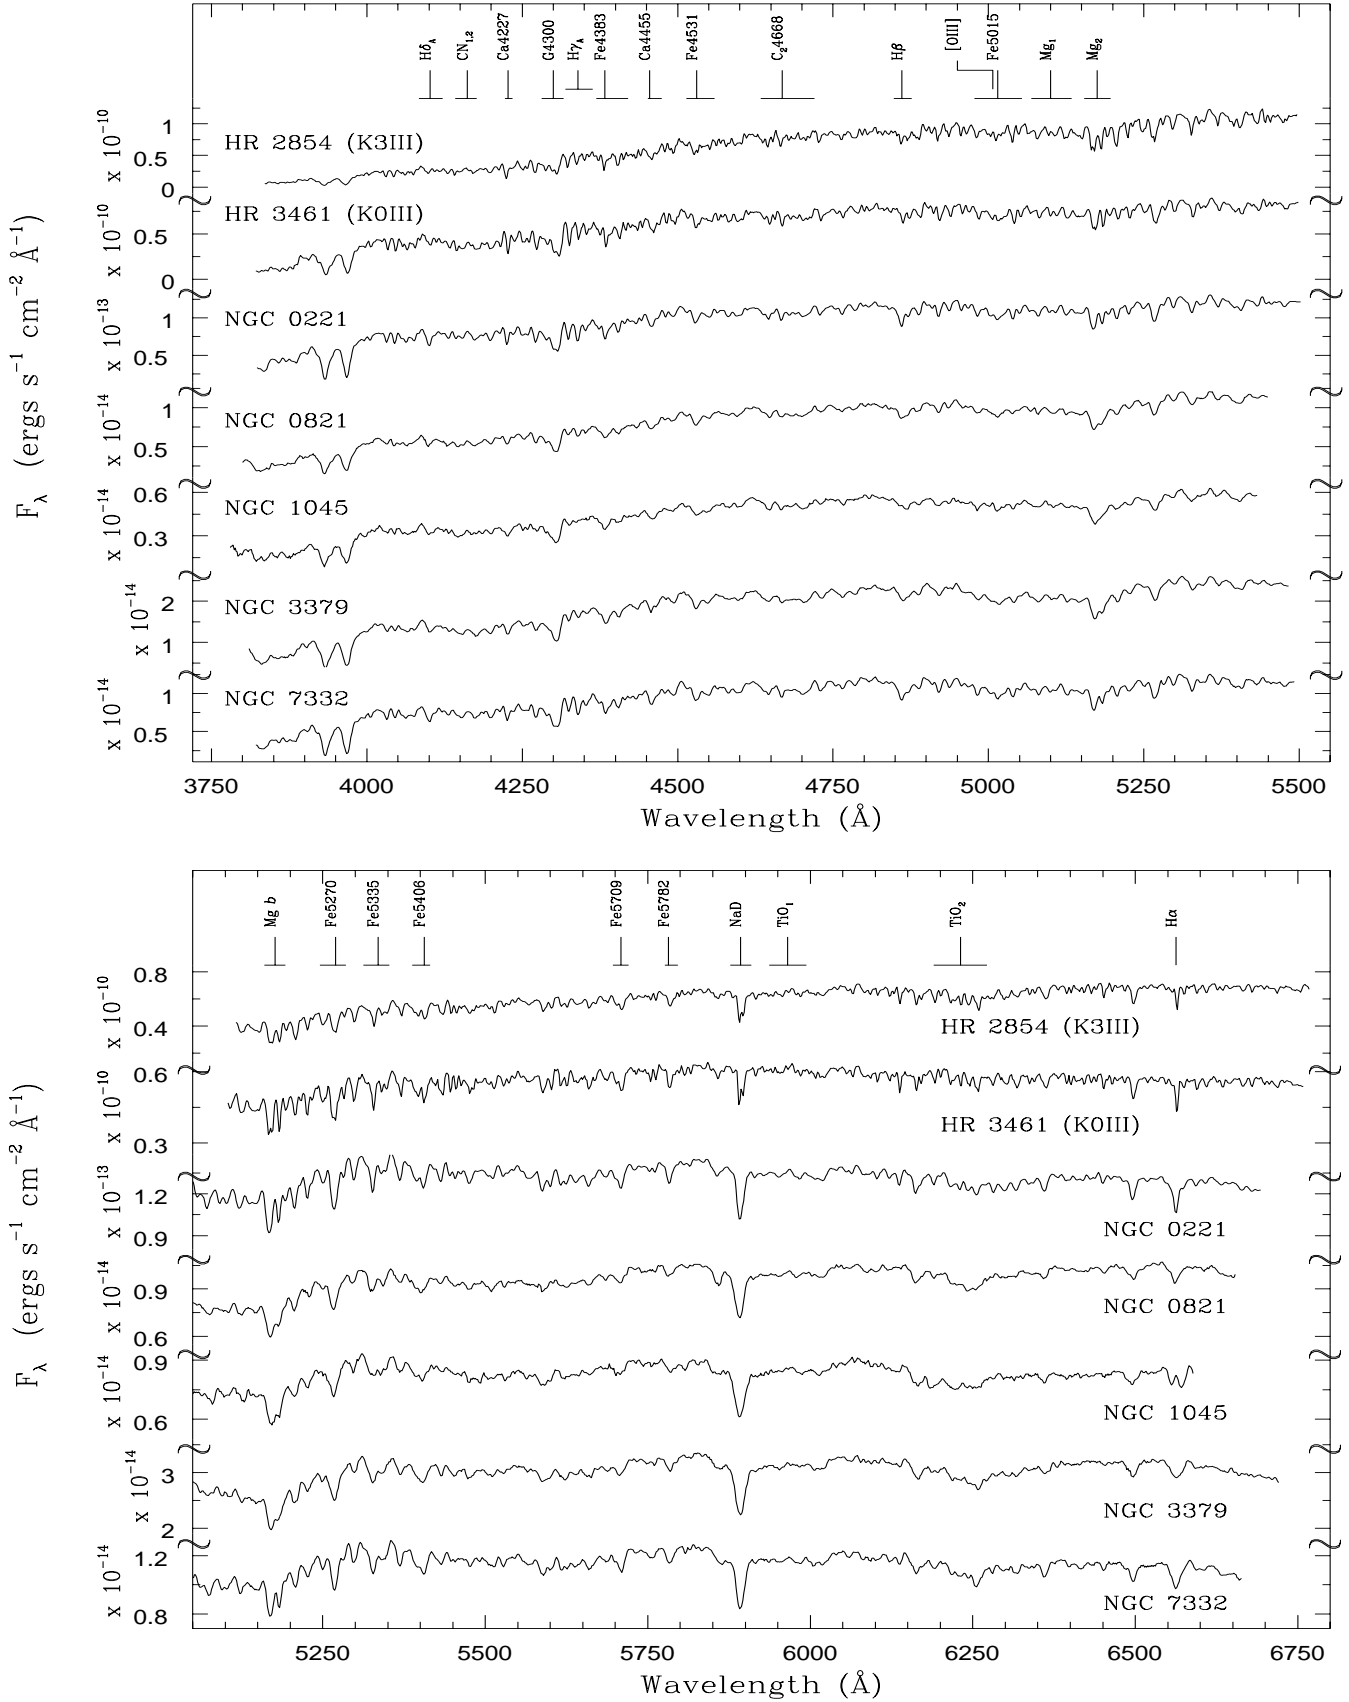 Hδ_A CN_1,2 Ca4227 G4300 Hγ_A Fe4383 Ca4455 Fe4531 C_2 4668 Hβ [OIII] Fe5015 Mg_1 Mg_2
F_λ (ergs s^−1 cm^−2 Å^−1)
1
0.5
0
x 10^−10
HR 2854 (K3III)
0.5
0
x 10^−10
HR 3461 (K0III)
1
0.5
x 10^−13
NGC 0221
1
0.5
x 10^−14
NGC 0821
0.6
0.3
x 10^−14
NGC 1045
2
1
x 10^−14
NGC 3379
1
0.5
x 10^−14
NGC 7332
3750 4000 4250 4500 4750 5000 5250 5500
Wavelength (Å)
Mg b Fe5270 Fe5335 Fe5406 Fe5709 Fe5782 NaD TiO_1 TiO_2 Hα
F_λ (ergs s^−1 cm^−2 Å^−1)
0.8
0.4
x 10^−10
HR 2854 (K3III)
0.6
0.3
x 10^−10
HR 3461 (K0III)
1.2
0.9
x 10^−13
NGC 0221
0.9
0.6
x 10^−14
NGC 0821
0.9
0.6
x 10^−14
NGC 1045
3
2
x 10^−14
NGC 3379
1.2
0.8
x 10^−14
NGC 7332
5250 5500 5750 6000 6250 6500 6750
Wavelength (Å)